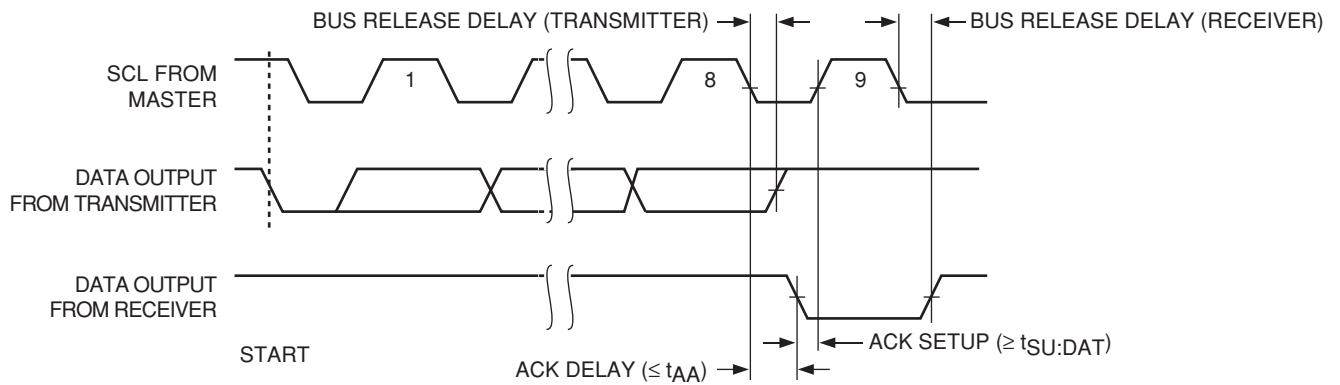 BUS RELEASE DELAY (TRANSMITTER)
BUS RELEASE DELAY (RECEIVER)
SCL FROM
MASTER
1
8
9
DATA OUTPUT
FROM TRANSMITTER
DATA OUTPUT
FROM RECEIVER
START
ACK SETUP (≥ tSU:DAT)
ACK DELAY (≤ tAA)